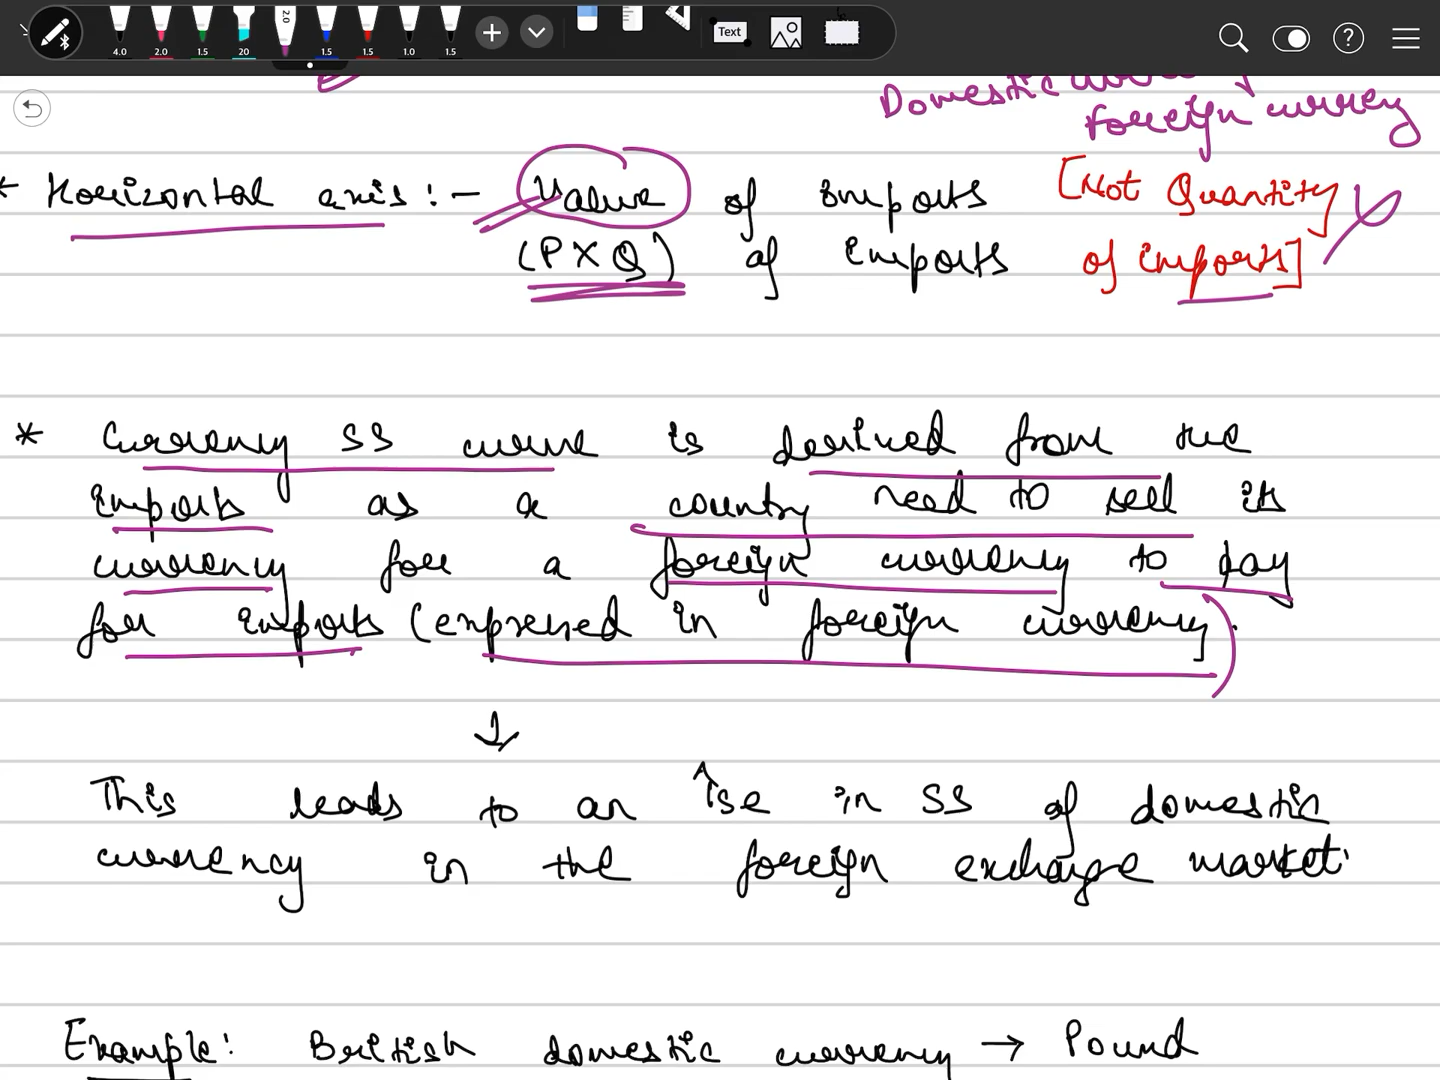 4.0 2.0 1.5 20 2.0 1.5 1.5 1.0 1.5 Text
Domestic
foreign currency
* Horizontal axis :- Value of imports [Not Quantity
(P X Q) of imports of imports]
* Currency SS curve is derived from the
imports as a country need to sell its
currency for a foreign currency to pay
for imports (expressed in foreign currency)
↓
This leads to an ↑se in SS of domestic
currency in the foreign exchange market
Example: British domestic currency → Pound